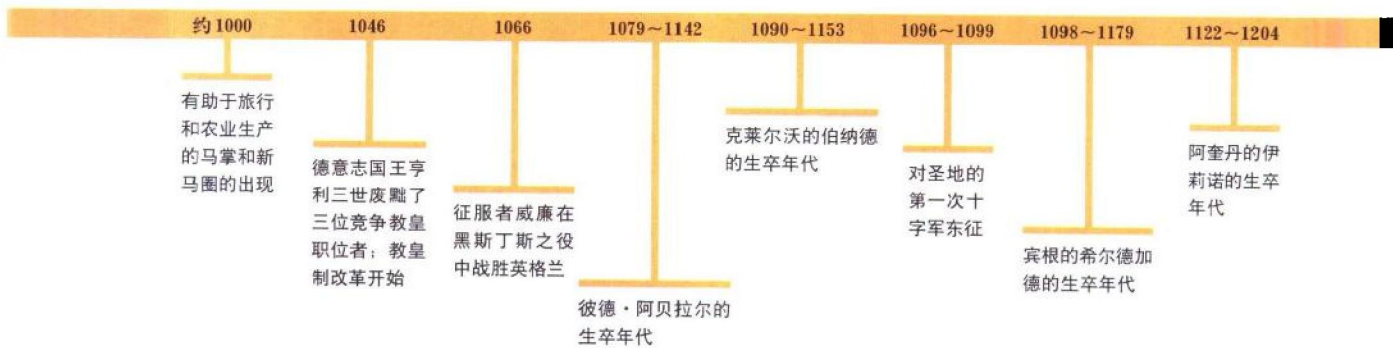 约1000
1046
1066
1079～1142
1090～1153
1096～1099
1098～1179
1122～1204
有助于旅行
和农业生产
的马掌和新
马圈的出现
德意志国王亨
利三世废黜了
三位竞争教皇
职位者；教皇
制改革开始
征服者威廉在
黑斯丁斯之役
中战胜英格兰
彼德·阿贝拉尔的
生卒年代
克莱尔沃的伯纳德
的生卒年代
对圣地的
第一次十
字军东征
宾根的希尔德加
德的生卒年代
阿奎丹的伊
莉诺的生卒
年代